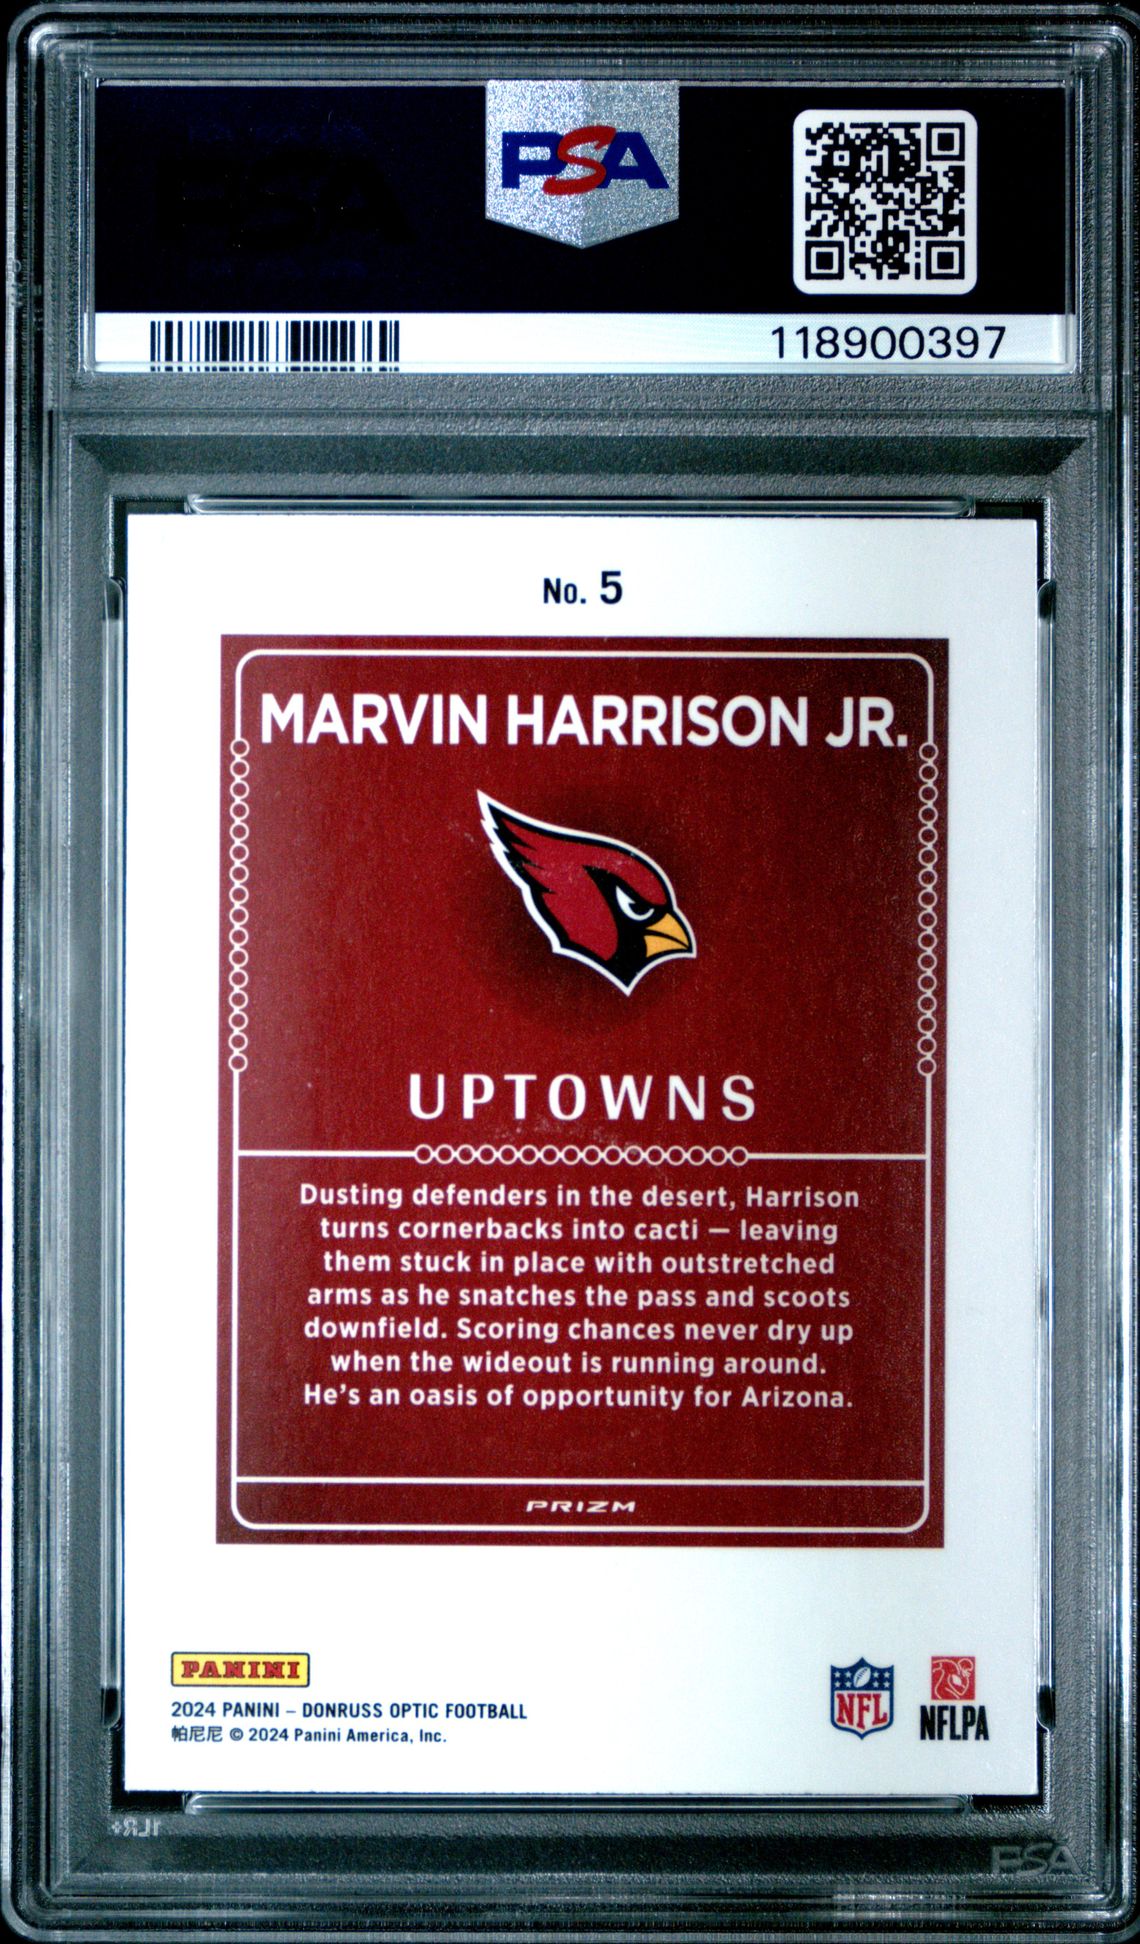 PSA
118900397
No. 5
MARVIN HARRISON JR.
UPTOWNS
Dusting defenders in the desert, Harrison
turns cornerbacks into cacti — leaving
them stuck in place with outstretched
arms as he snatches the pass and scoots
downfield. Scoring chances never dry up
when the wideout is running around.
He's an oasis of opportunity for Arizona.
PRIZM
PANINI
2024 PANINI – DONRUSS OPTIC FOOTBALL
帕尼尼 © 2024 Panini America, Inc.
NFL
NFLPA
PSA